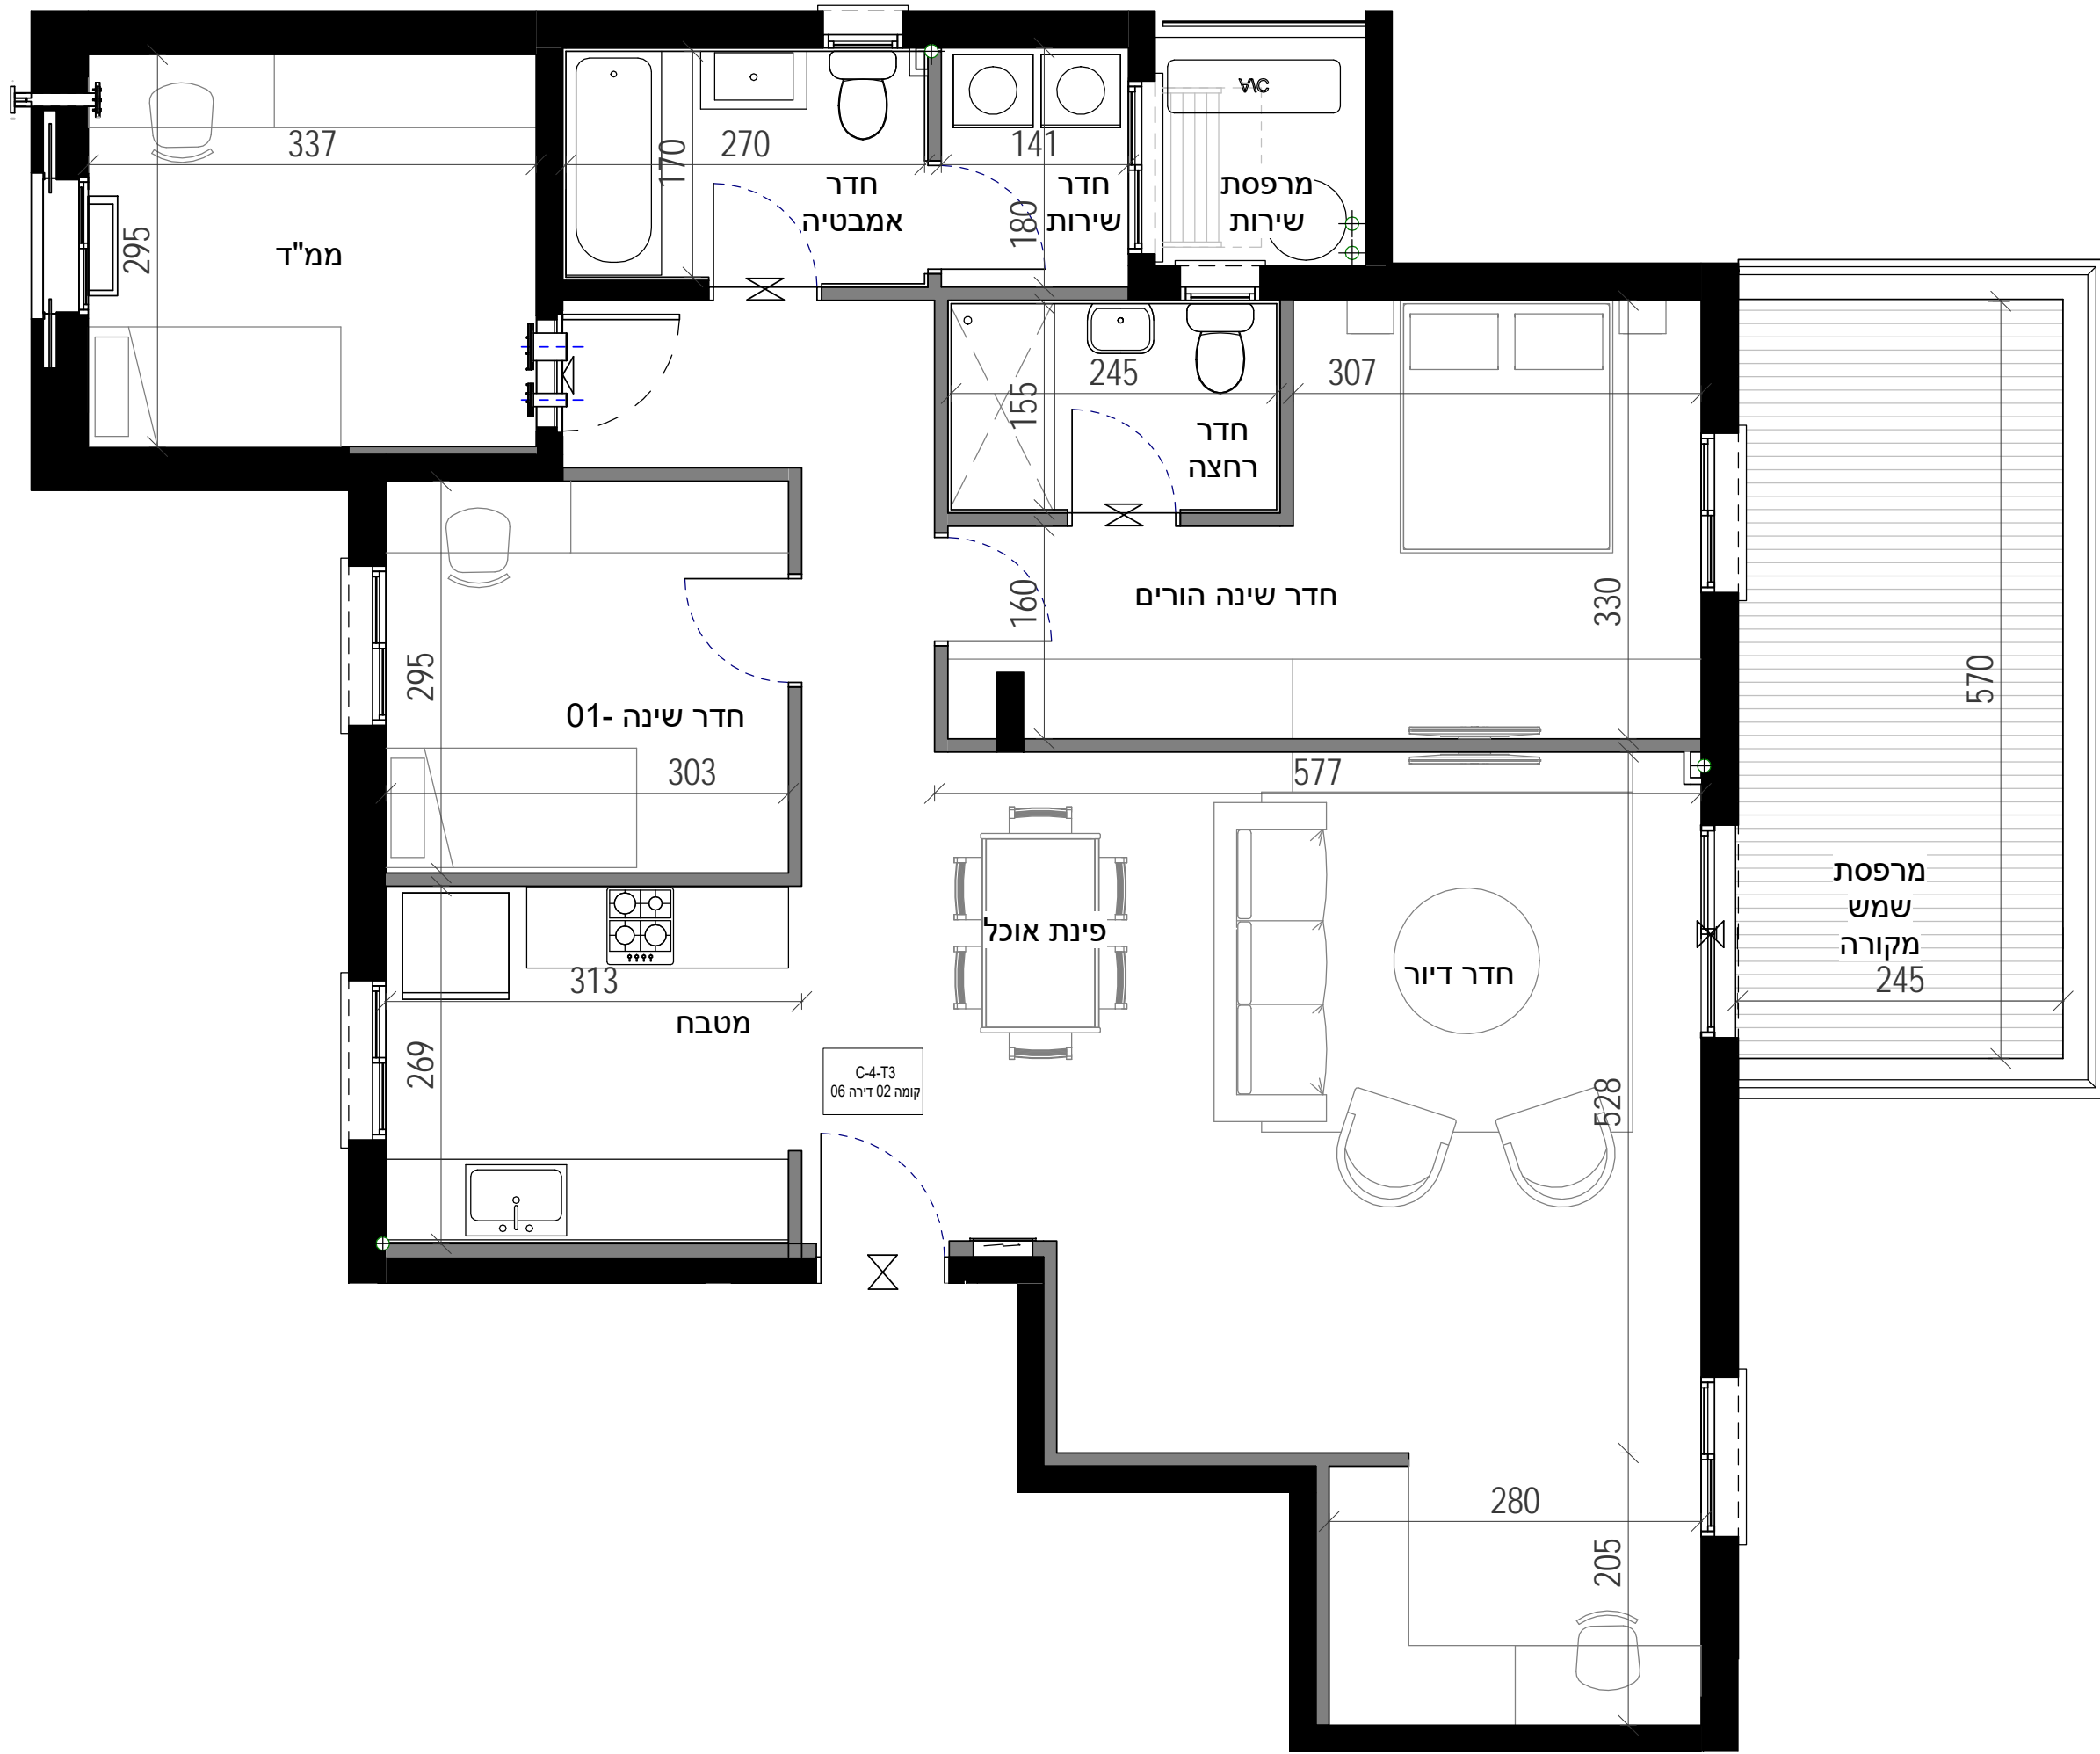 A\C
337
270
170
141
חדר
אמבטיה
חדר
שירות
180
מרפסת
שירות
295
ממ"ד
245
155
307
חדר
רחצה
160
חדר שינה הורים
330
570
295
חדר שינה -01
303
577
מרפסת
שמש
מקורה
245
פינת אוכל
חדר דיור
313
מטבח
269
C-4-T3
קומה 02 דירה 06
528
280
205